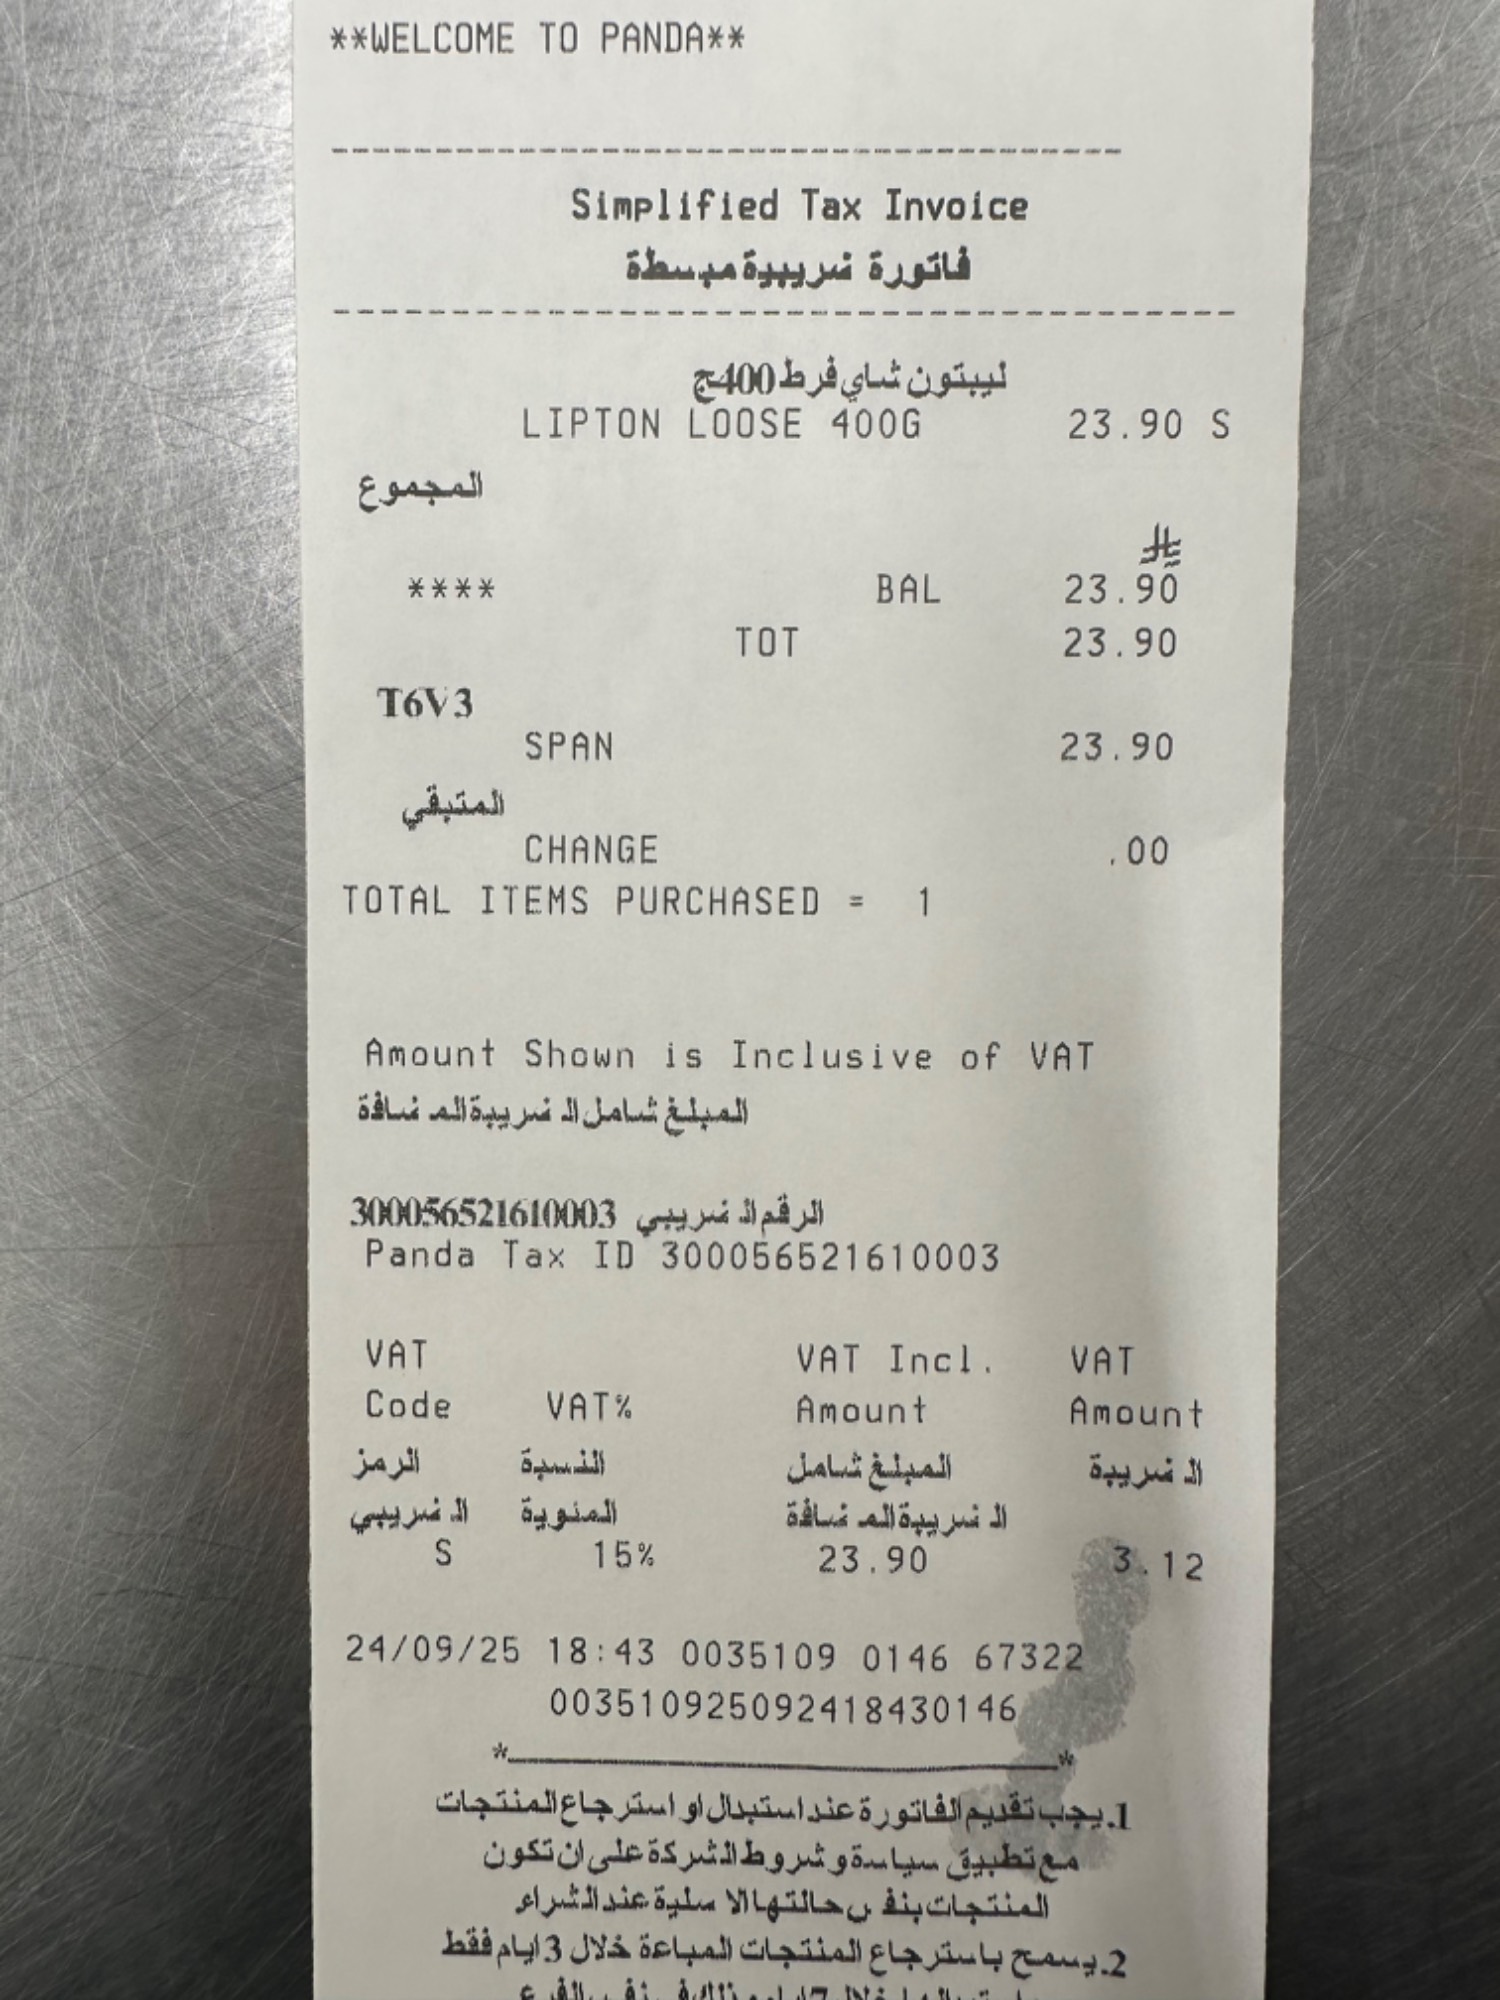 **WELCOME TO PANDA**
Simplified Tax Invoice
فاتورة ضريبية مبسطة
ليبتون شاي فرط 400ج
LIPTON LOOSE 400G 23.90 S
المجموع
⃁
**** BAL 23.90
TOT 23.90
T6V3
SPAN 23.90
المتبقي
CHANGE .00
TOTAL ITEMS PURCHASED = 1
Amount Shown is Inclusive of VAT
المبلغ شامل الضريبة المضافة
الرقم الضريبي 300056521610003
Panda Tax ID 300056521610003
VAT VAT Incl. VAT
Code VAT% Amount Amount
الرمز النسبة المبلغ شامل الضريبة
الضريبي المئوية الضريبة المضافة
S 15% 23.90 3.12
24/09/25 18:43 0035109 0146 67322
003510925092418430146
*_______________*
1.يجب تقديم الفاتورة عند استبدال او استرجاع المنتجات
مع تطبيق سياسة و شروط الشركة على ان تكون
المنتجات بنفس حالتها الاصلية عند الشراء
2.يسمح باسترجاع المنتجات المباعة خلال 3 ايام فقط